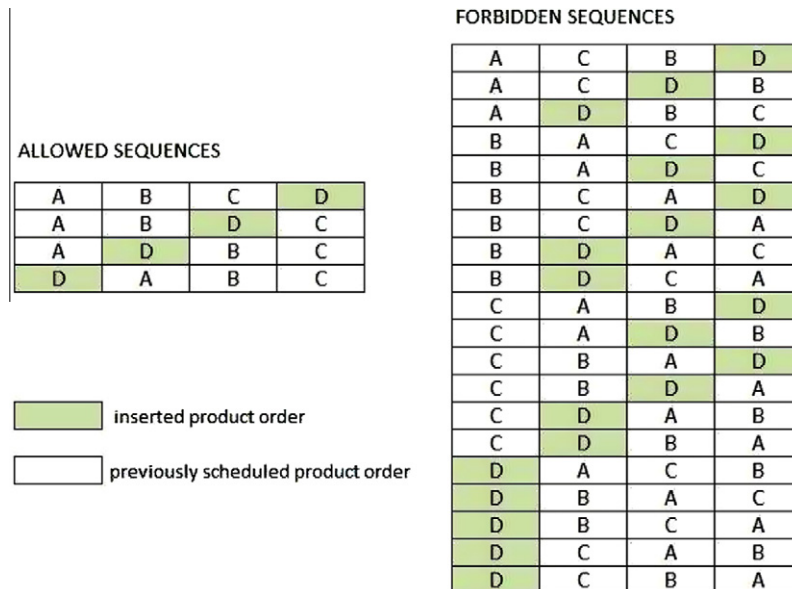 ALLOWED SEQUENCES
A B C D
A B D C
A D B C
D A B C
inserted product order
previously scheduled product order
FORBIDDEN SEQUENCES
A C B D
A C D B
A D B C
B A C D
B A D C
B C A D
B C D A
B D A C
B D C A
C A B D
C A D B
C B A D
C B D A
C D A B
C D B A
D A C B
D B A C
D B C A
D C A B
D C B A